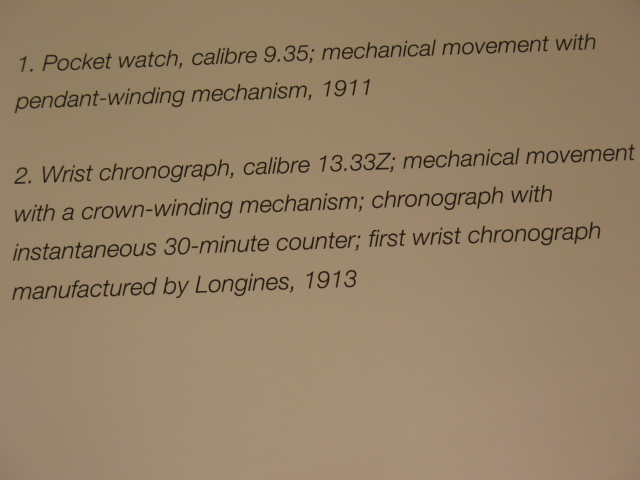 1. Pocket watch, calibre 9.35; mechanical movement with
pendant-winding mechanism, 1911
2. Wrist chronograph, calibre 13.33Z; mechanical movement
with a crown-winding mechanism; chronograph with
instantaneous 30-minute counter; first wrist chronograph
manufactured by Longines, 1913